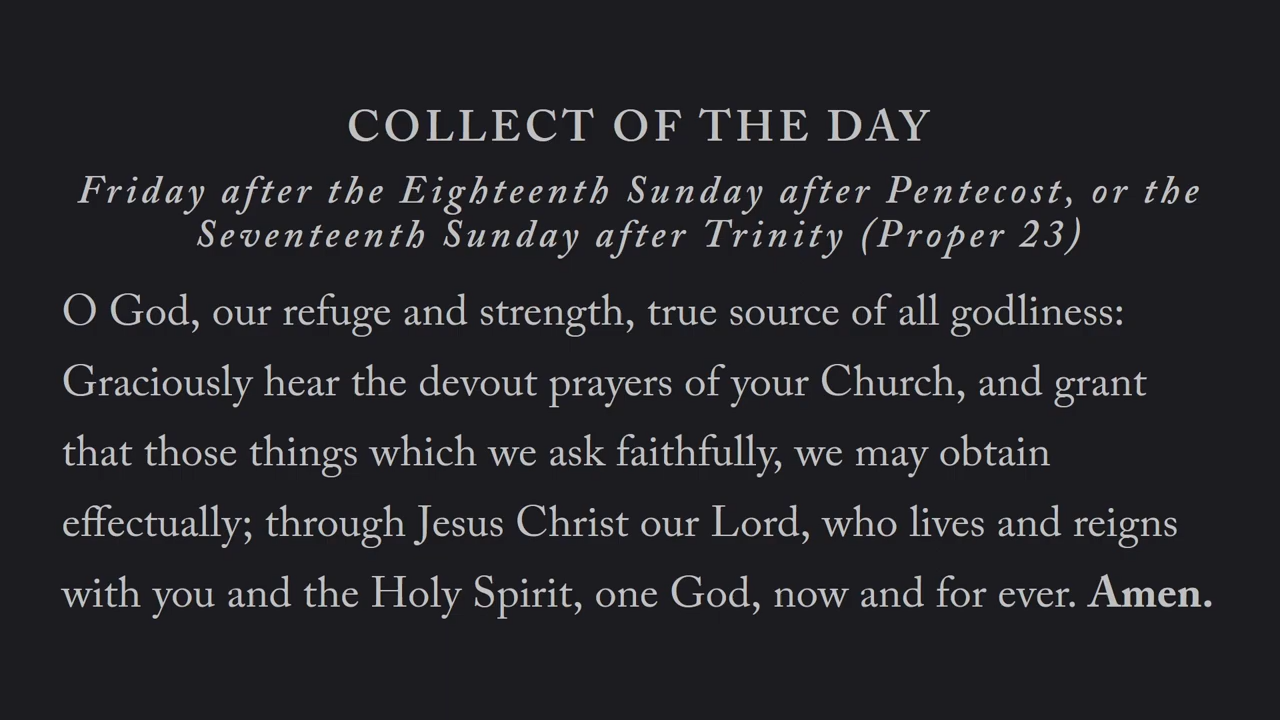 COLLECT OF THE DAY
Friday after the Eighteenth Sunday after Pentecost, or the
Seventeenth Sunday after Trinity (Proper 23)
O God, our refuge and strength, true source of all godliness:
Graciously hear the devout prayers of your Church, and grant
that those things which we ask faithfully, we may obtain
effectually; through Jesus Christ our Lord, who lives and reigns
with you and the Holy Spirit, one God, now and for ever. Amen.